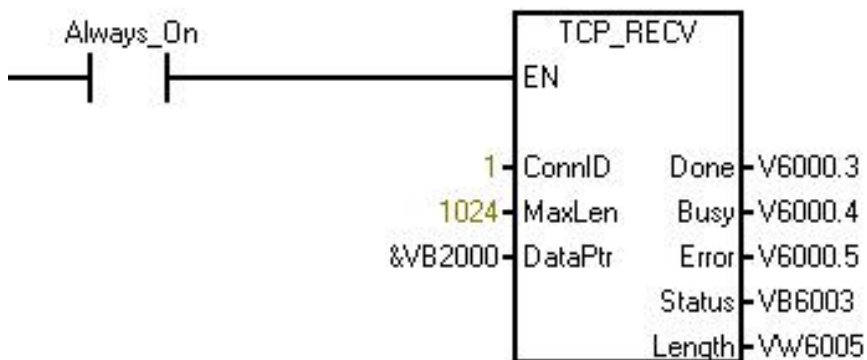 Always_On
TCP_RECV
EN
1 ConnID Done V6000.3
1024 MaxLen Busy V6000.4
&VB2000 DataPtr Error V6000.5
Status VB6003
Length VW6005